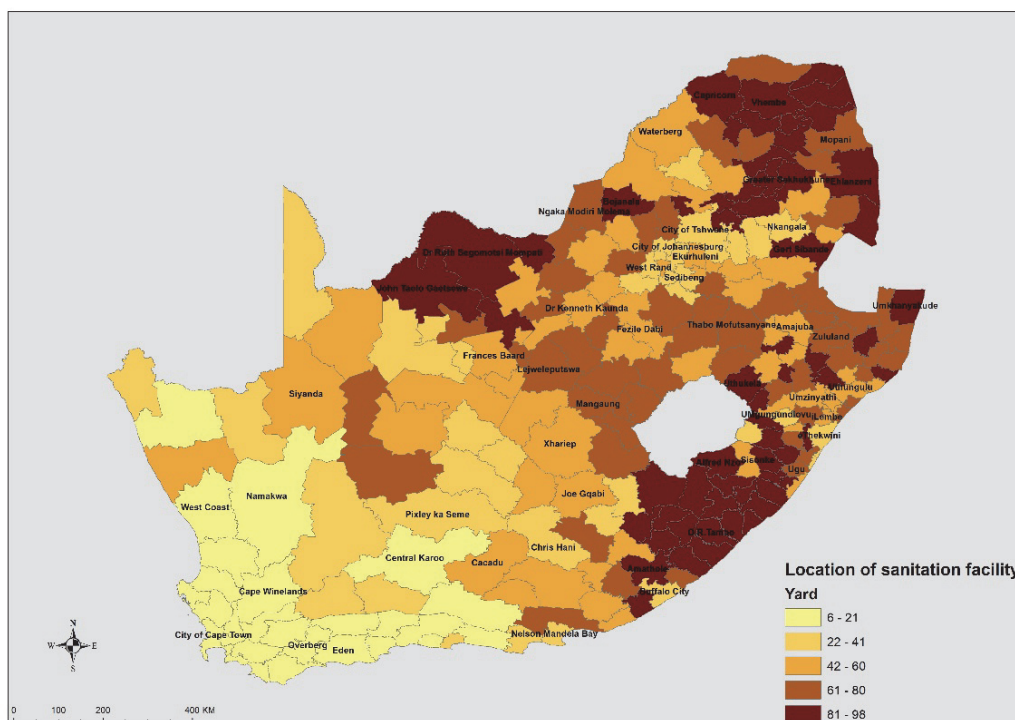 Capricorn
Vhembe
Waterberg
Mopani
Greater Sekhukhune
Ehlanzeni
Bojanala
Ngaka Modiri Molema
City of Tshwane
Nkangala
City of Johannesburg
Ekurhuleni
Gert Sibande
Dr Ruth Segomotsi Mompati
West Rand
Sedibeng
John Taolo Gaetsewe
Umkhanyakude
Dr Kenneth Kaunda
Thabo Mofutsanyane
Amajuba
Fezile Dabi
Zululand
Frances Baard
Lejweleputswa
Uthukela
Uthungulu
Siyanda
Umzinyathi
Mangaung
UMgungundlovu
iLembe
eThekwini
Xhariep
Alfred Nzo
Sisonke
Ugu
Joe Gqabi
Namakwa
West Coast
Pixley ka Seme
O.R.Tambo
Chris Hani
Central Karoo
Cacadu
Amathole
Location of sanitation facility
Buffalo City
Cape Winelands
Yard
6 - 21
22 - 41
City of Cape Town
Nelson Mandela Bay
Overberg
Eden
42 - 60
N
W
E
S
61 - 80
81 - 98
0 100 200 400 KM